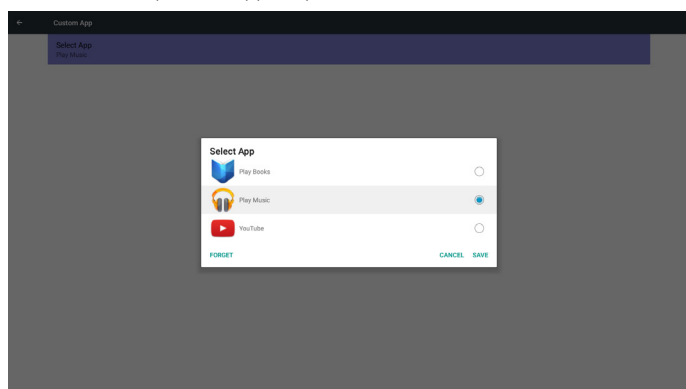 Custom App
Select App
Play Music
Select App
Play Books
Play Music
YouTube
FORGET
CANCEL SAVE